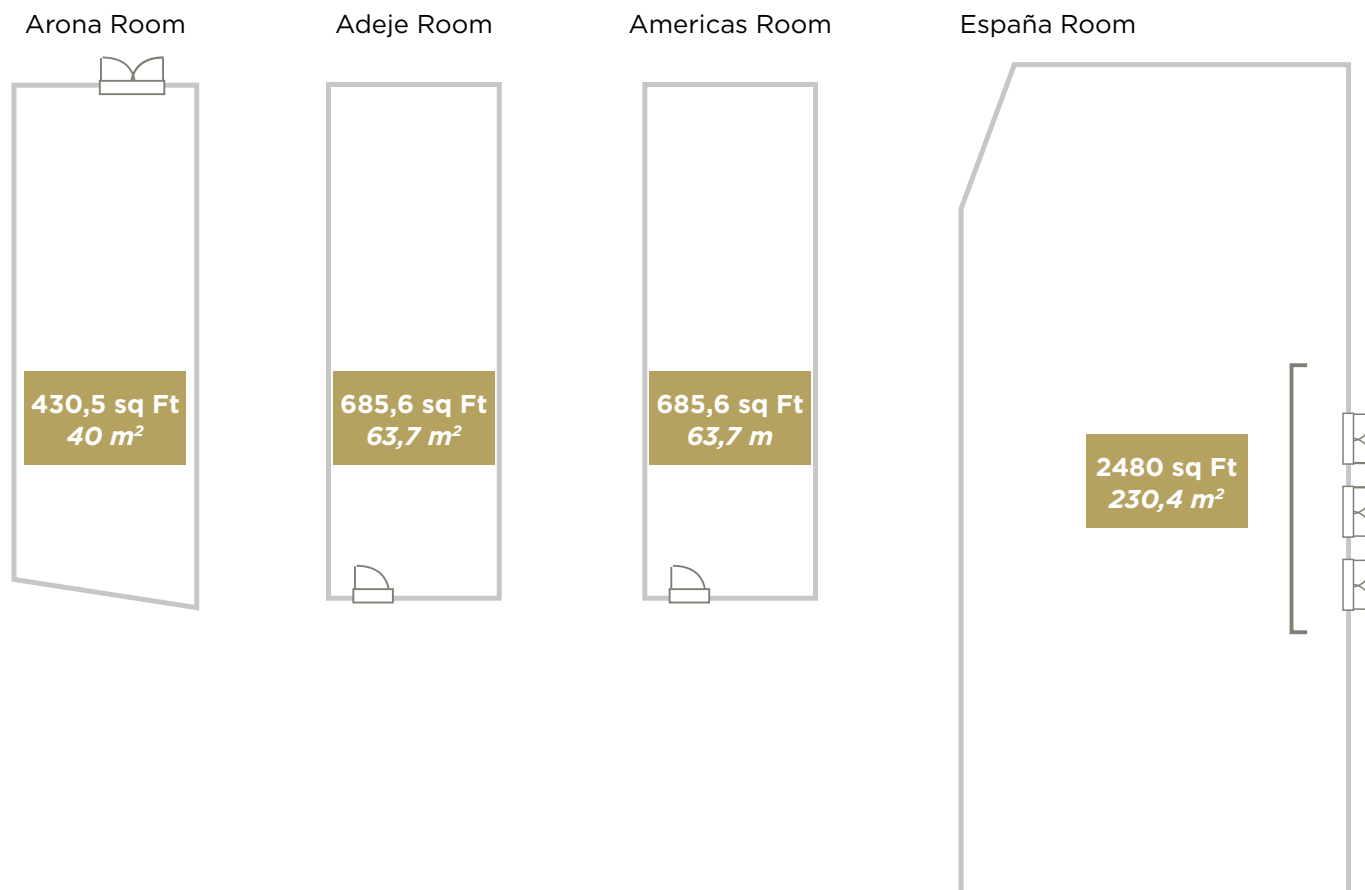 Arona Room
Adeje Room
Americas Room
España Room
430,5 sq Ft
40 m²
685,6 sq Ft
63,7 m²
685,6 sq Ft
63,7 m
2480 sq Ft
230,4 m²